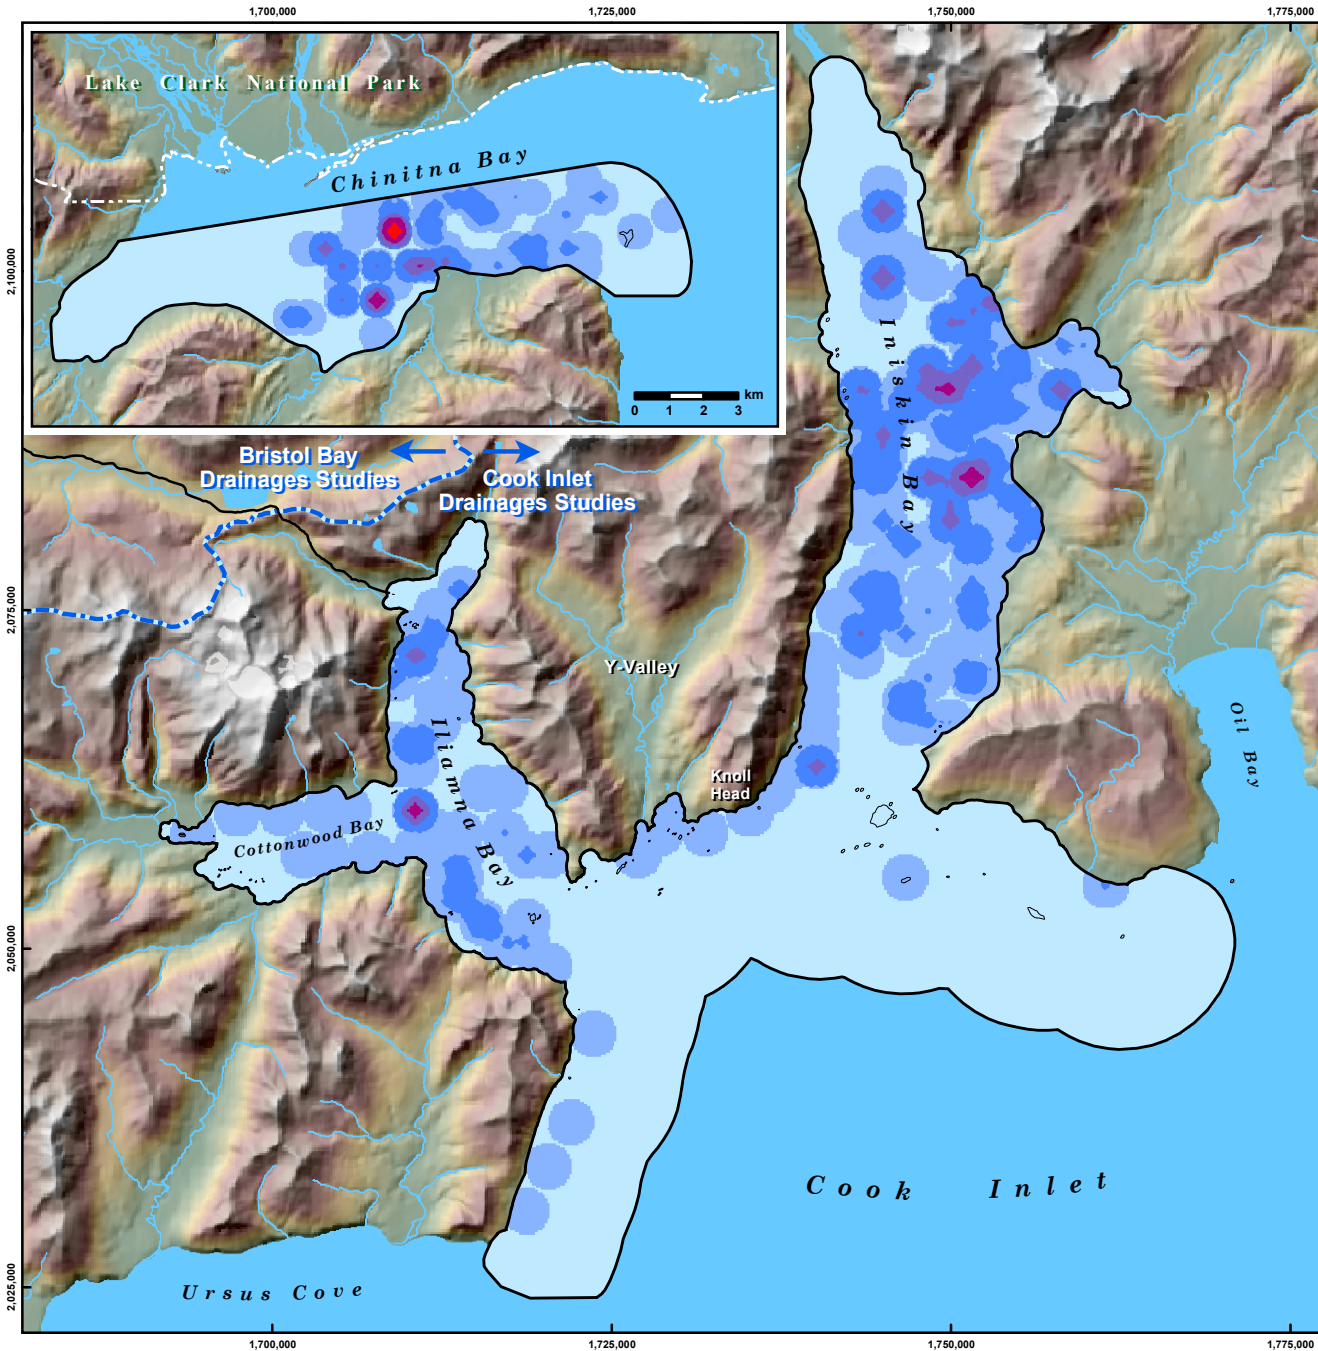 1,700,000 1,725,000 1,750,000 1,775,000
Lake Clark National Park
Chinitna Bay
2,100,000
km
0 1 2 3
Iniskin Bay
Bristol Bay
Drainages Studies
Cook Inlet
Drainages Studies
2,075,000
Y-Valley
Iliamna Bay
Oil Bay
Knoll
Head
Cottonwood Bay
2,050,000
Cook Inlet
Ursus Cove
2,025,000
1,700,000 1,725,000 1,750,000 1,775,000